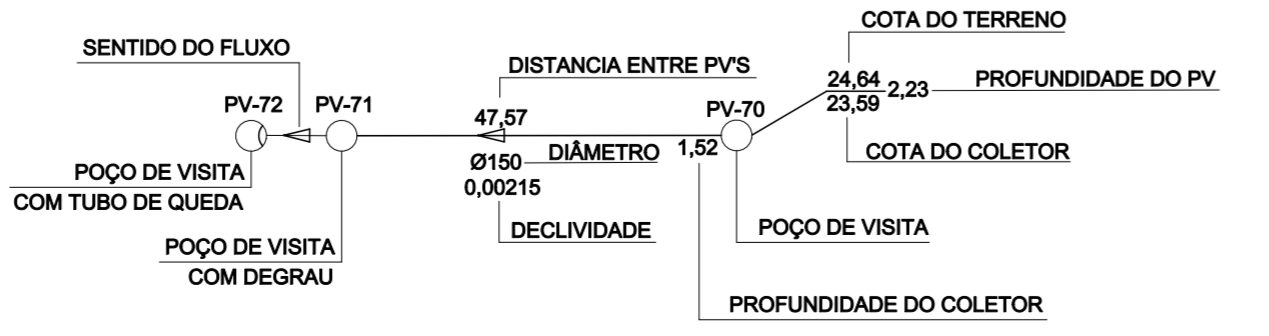 COTA DO TERRENO
SENTIDO DO FLUXO
DISTANCIA ENTRE PV'S
24,64
2,23
PROFUNDIDADE DO PV
23,59
PV-72
PV-71
47,57
PV-70
1,52
COTA DO COLETOR
Ø150
DIÂMETRO
0,00215
POÇO DE VISITA
COM TUBO DE QUEDA
DECLIVIDADE
POÇO DE VISITA
POÇO DE VISITA
COM DEGRAU
PROFUNDIDADE DO COLETOR